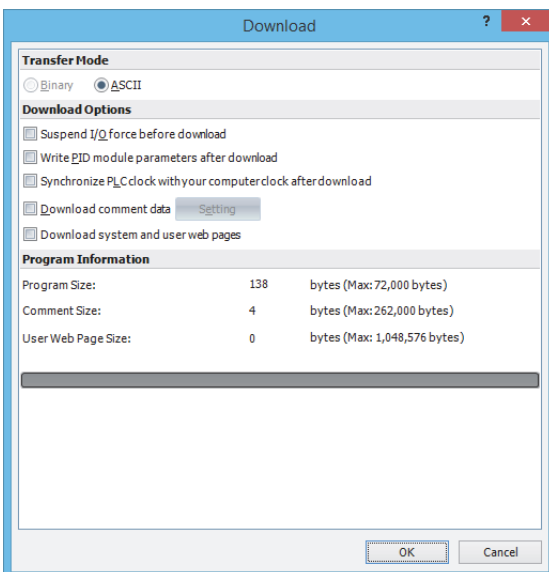 Download
?
×
Transfer Mode
Binary ASCII
Download Options
Suspend I/O force before download
Write PID module parameters after download
Synchronize PLC clock with your computer clock after download
Download comment data Setting
Download system and user web pages
Program Information
Program Size: 138 bytes (Max: 72,000 bytes)
Comment Size: 4 bytes (Max: 262,000 bytes)
User Web Page Size: 0 bytes (Max: 1,048,576 bytes)
OK Cancel